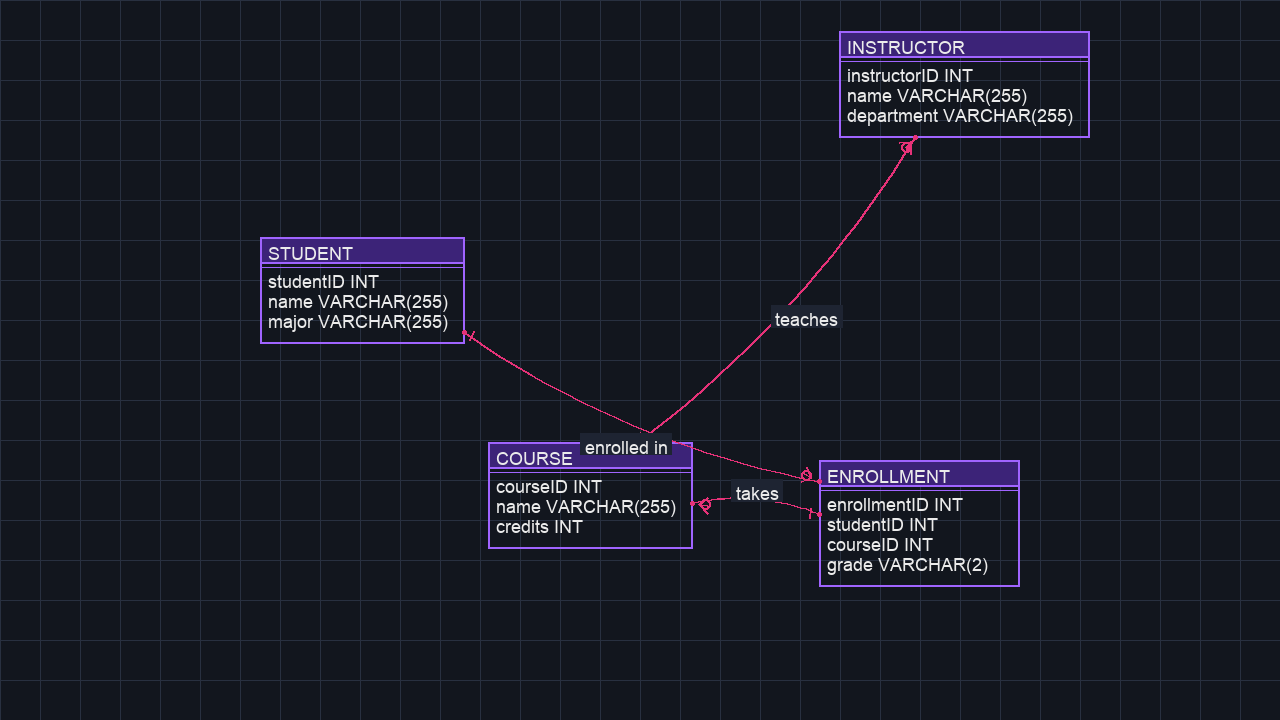 INSTRUCTOR
instructorID INT
name VARCHAR(255)
department VARCHAR(255)
STUDENT
studentID INT
name VARCHAR(255)
major VARCHAR(255)
teaches
enrolled in
COURSE
courseID INT
name VARCHAR(255)
credits INT
takes
ENROLLMENT
enrollmentID INT
studentID INT
courseID INT
grade VARCHAR(2)